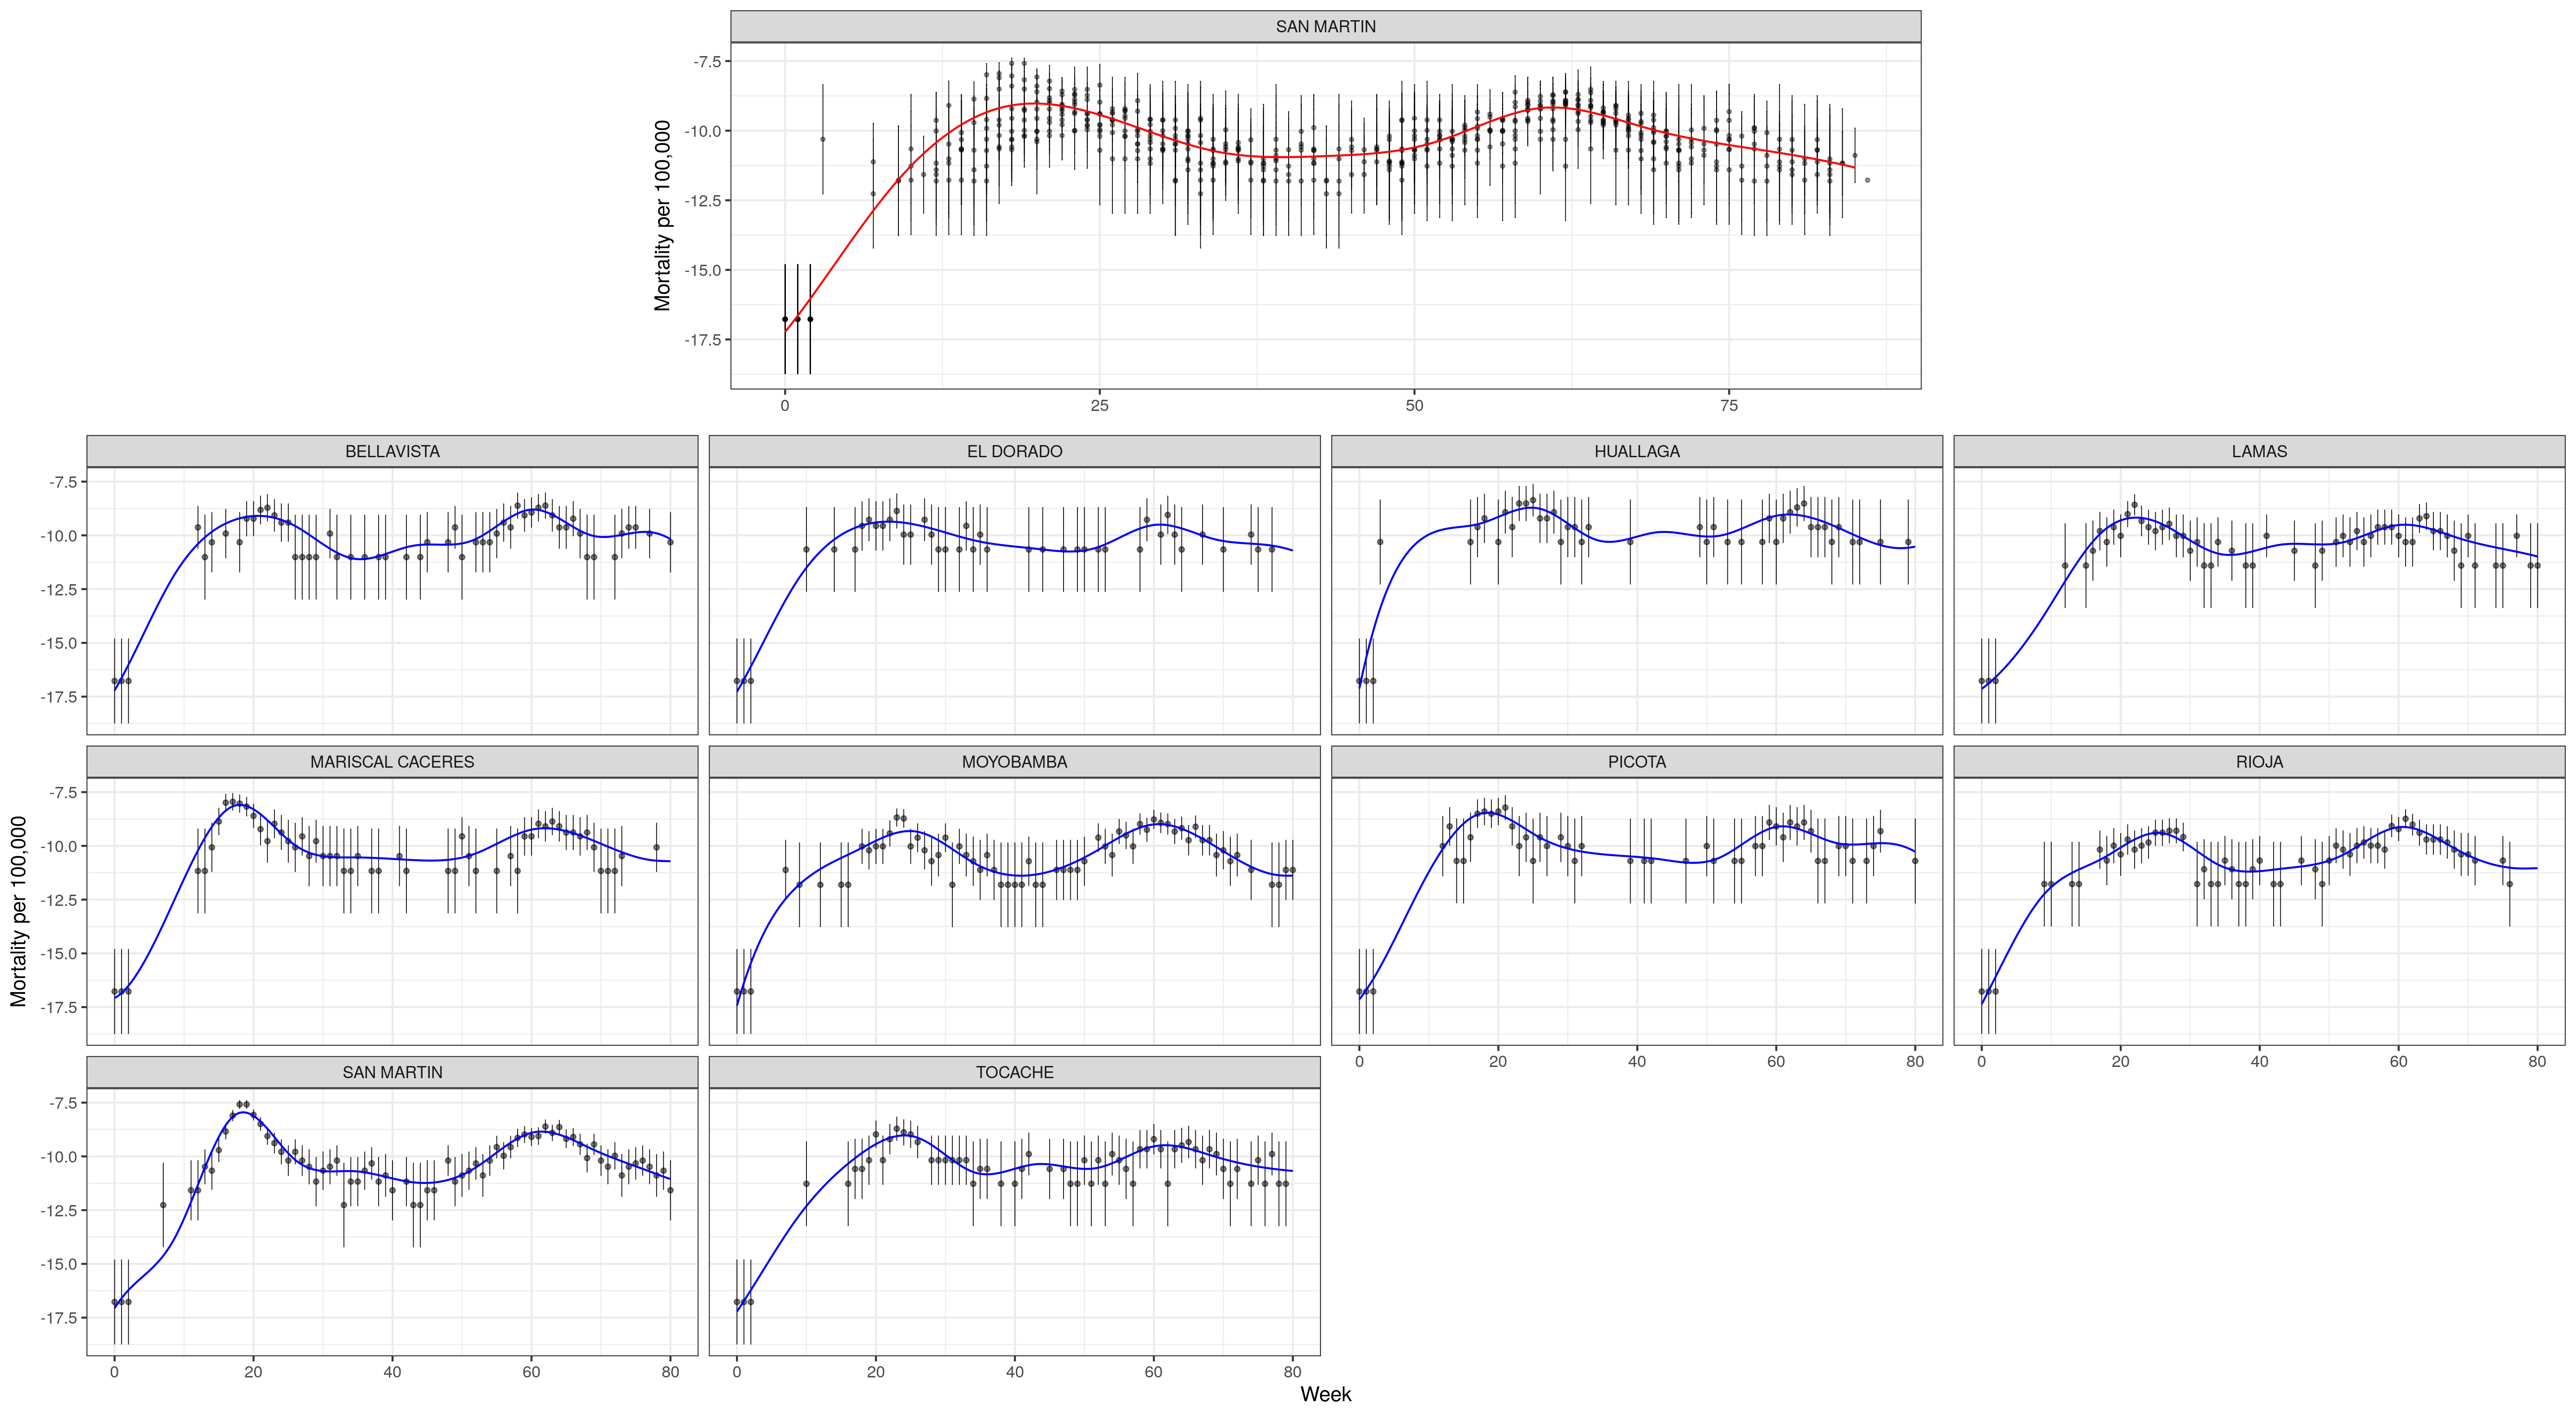 SAN MARTIN
Mortality per 100,000
-7.5
-10.0
-12.5
-15.0
-17.5
0 25 50 75
BELLAVISTA EL DORADO HUALLAGA LAMAS
-7.5
-10.0
-12.5
-15.0
-17.5
MARISCAL CACERES MOYOBAMBA PICOTA RIOJA
Mortality per 100,000
-7.5
-10.0
-12.5
-15.0
-17.5
0 20 40 60 80 0 20 40 60 80
SAN MARTIN TOCACHE
-7.5
-10.0
-12.5
-15.0
-17.5
0 20 40 60 80 0 20 40 60 80
Week